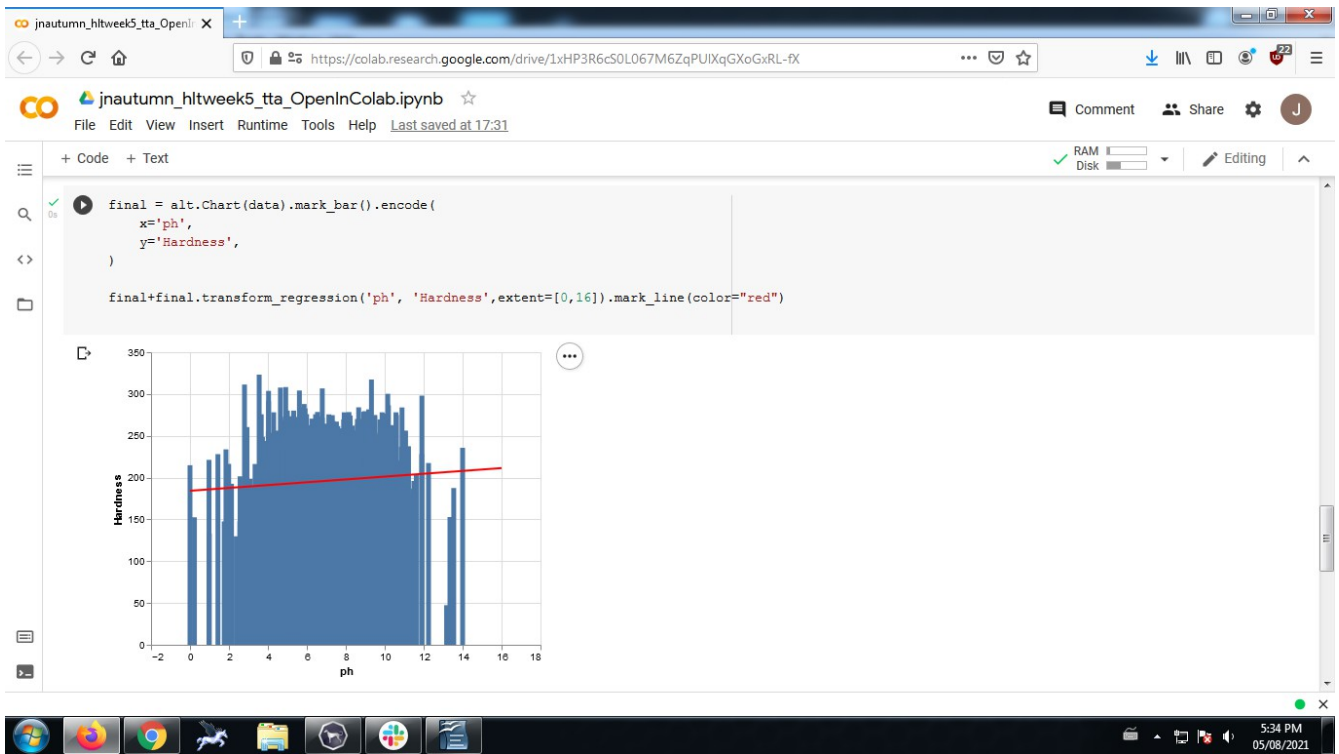 jnautumn_hltweek5_tta_OpenIn
https://colab.research.google.com/drive/1xHP3R6cS0L067M6ZqPUlXqGXoGxRL-fX
22
CO
jnautumn_hltweek5_tta_OpenInColab.ipynb
Comment
Share
J
File Edit View Insert Runtime Tools Help Last saved at 17:31
+ Code + Text
RAM
Disk
Editing
0s
final = alt.Chart(data).mark_bar().encode(
x='ph',
y='Hardness',
)
final+final.transform_regression('ph', 'Hardness',extent=[0,16]).mark_line(color="red")
350
300
250
200
150
100
50
0
Hardness
-2 0 2 4 6 8 10 12 14 16 18
ph
5:34 PM
05/08/2021